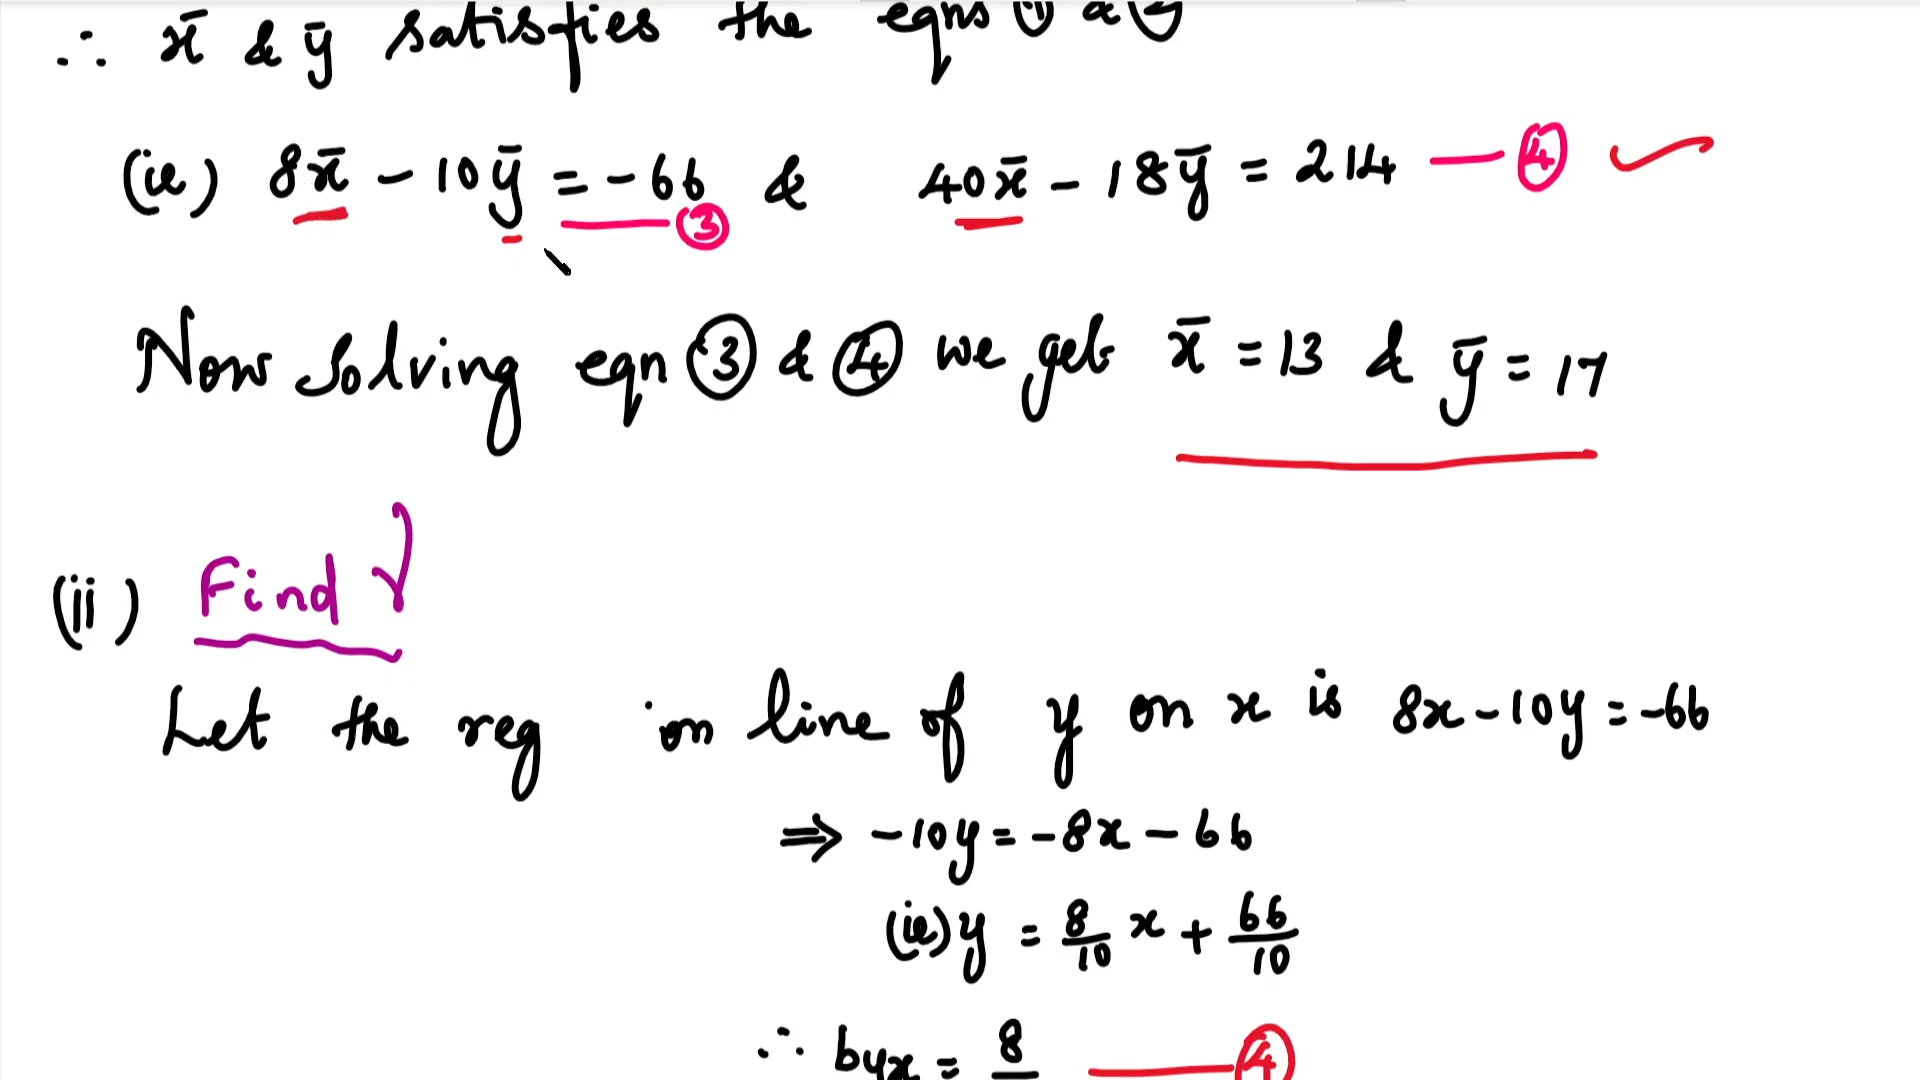 ∴ x̄ & ȳ satisfies the eqns ① & ②
(ie) 8x̄ - 10ȳ = -66 ③ & 40x̄ - 18ȳ = 214 — ④
Now Solving eqn ③ & ④ we get x̄ = 13 & ȳ = 17
(ii) Find r
Let the reg ion line of y on x is 8x - 10y = -66
⇒ -10y = -8x - 66
(ie) y = 8/10 x + 66/10
∴ byx = 8 — ④